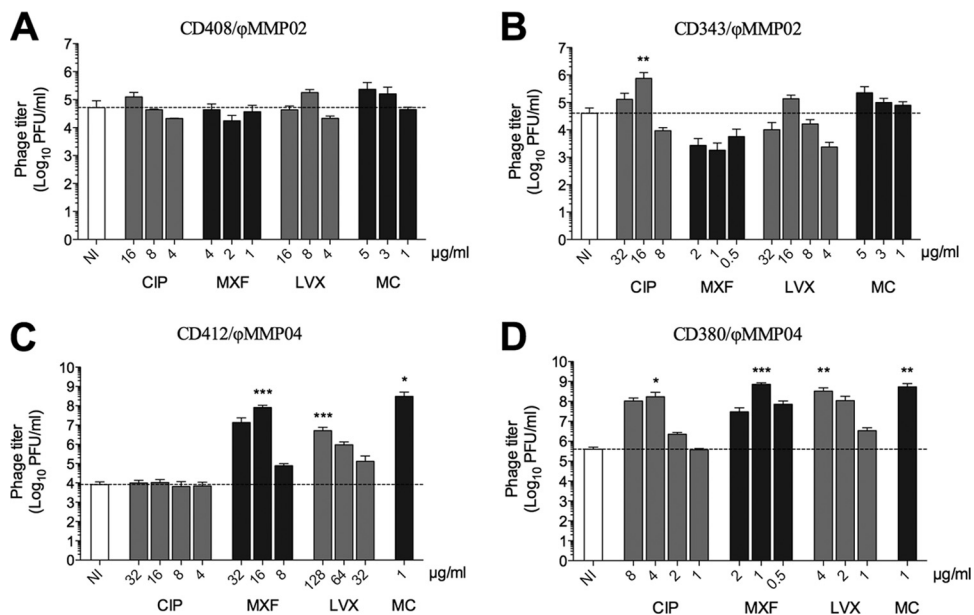 A
CD408/φMMP02
Phage titer
(Log10 PFU/ml)
7
6
5
4
3
2
1
0
NI 16 8 4 4 2 1 16 8 4 5 3 1 µg/ml
CIP MXF LVX MC
B
CD343/φMMP02
**
Phage titer
(Log10 PFU/ml)
7
6
5
4
3
2
1
0
NI 32 16 8 2 1 0.5 32 16 8 4 5 3 1 µg/ml
CIP MXF LVX MC
C
CD412/φMMP04
*** *** *
Phage titer
(Log10 PFU/ml)
10
9
8
7
6
5
4
3
2
1
0
NI 32 16 8 4 32 16 8 128 64 32 1 µg/ml
CIP MXF LVX MC
D
CD380/φMMP04
* *** ** **
Phage titer
(Log10 PFU/ml)
10
9
8
7
6
5
4
3
2
1
0
NI 8 4 2 1 2 1 0.5 4 2 1 1 µg/ml
CIP MXF LVX MC